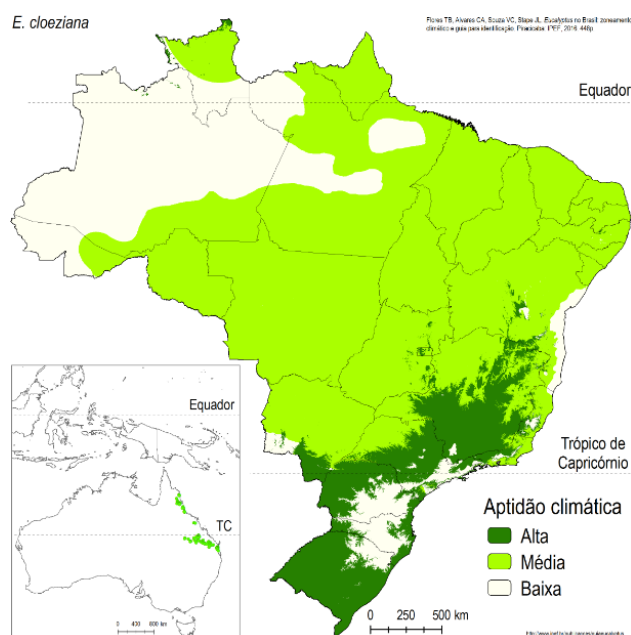 E. cloeziana
Flores TB, Alvares CA, Souza VC, Stape JL. Eucalyptus no Brasil: zoneamento
climático e guia para identificação. Piracicaba: IPEF, 2016. 448p
Equador
Trópico de
Capricórnio
Equador
TC
0 400 800 km
Aptidão climática
Alta
Média
Baixa
0 250 500 km